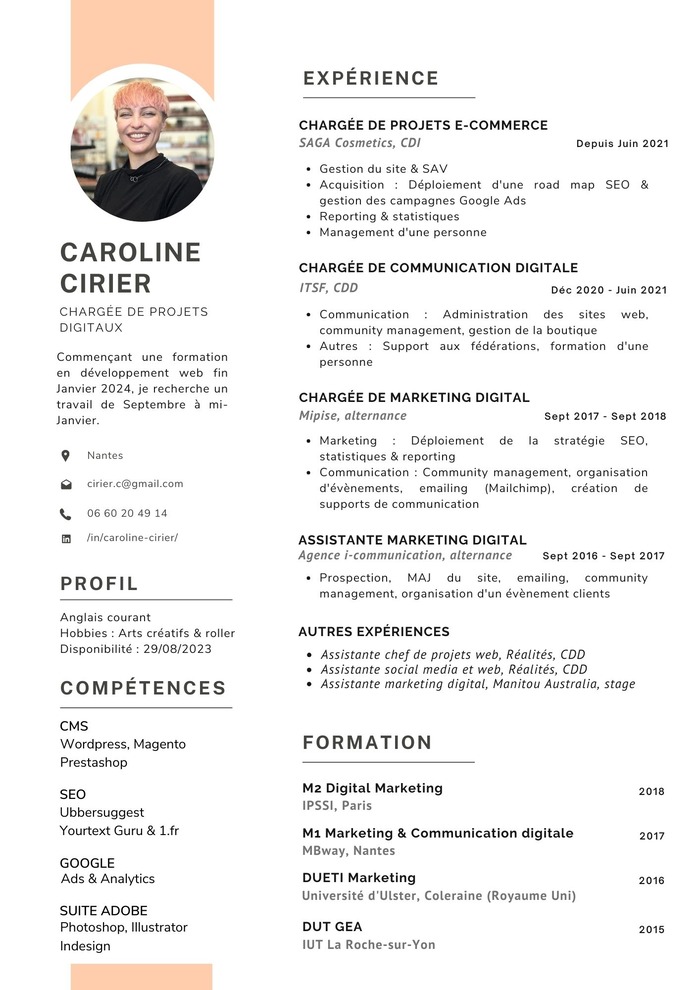 CAROLINE
CIRIER
CHARGÉE DE PROJETS
DIGITAUX
Commençant une formation
en développement web fin
Janvier 2024, je recherche un
travail de Septembre à mi-
Janvier.
Nantes
cirier.c@gmail.com
06 60 20 49 14
/in/caroline-cirier/
PROFIL
Anglais courant
Hobbies : Arts créatifs & roller
Disponibilité : 29/08/2023
COMPÉTENCES
CMS
Wordpress, Magento
Prestashop
SEO
Ubbersuggest
Yourtext Guru & 1.fr
GOOGLE
Ads & Analytics
SUITE ADOBE
Photoshop, Illustrator
Indesign
EXPÉRIENCE
CHARGÉE DE PROJETS E-COMMERCE
SAGA Cosmetics, CDI Depuis Juin 2021
• Gestion du site & SAV
• Acquisition : Déploiement d'une road map SEO &
gestion des campagnes Google Ads
• Reporting & statistiques
• Management d'une personne
CHARGÉE DE COMMUNICATION DIGITALE
ITSF, CDD Déc 2020 - Juin 2021
• Communication : Administration des sites web,
community management, gestion de la boutique
• Autres : Support aux fédérations, formation d'une
personne
CHARGÉE DE MARKETING DIGITAL
Mipise, alternance Sept 2017 - Sept 2018
• Marketing : Déploiement de la stratégie SEO,
statistiques & reporting
• Communication : Community management, organisation
d'évènements, emailing (Mailchimp), création de
supports de communication
ASSISTANTE MARKETING DIGITAL
Agence i-communication, alternance Sept 2016 - Sept 2017
• Prospection, MAJ du site, emailing, community
management, organisation d'un évènement clients
AUTRES EXPÉRIENCES
• Assistante chef de projets web, Réalités, CDD
• Assistante social media et web, Réalités, CDD
• Assistante marketing digital, Manitou Australia, stage
FORMATION
M2 Digital Marketing 2018
IPSSI, Paris
M1 Marketing & Communication digitale 2017
MBway, Nantes
DUETI Marketing 2016
Université d'Ulster, Coleraine (Royaume Uni)
DUT GEA 2015
IUT La Roche-sur-Yon